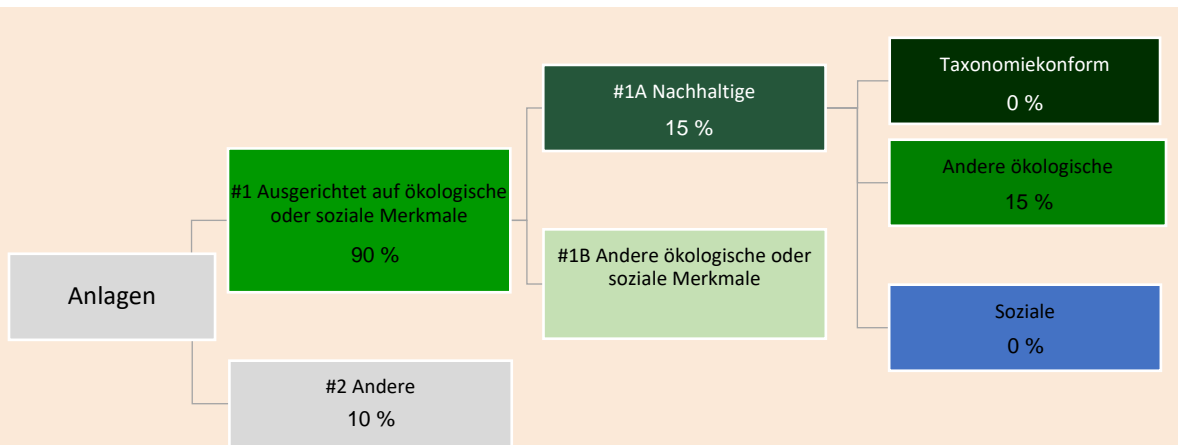 Anlagen
#1 Ausgerichtet auf ökologische
oder soziale Merkmale
90 %
#2 Andere
10 %
#1A Nachhaltige
15 %
#1B Andere ökologische oder
soziale Merkmale
Taxonomiekonform
0 %
Andere ökologische
15 %
Soziale
0 %